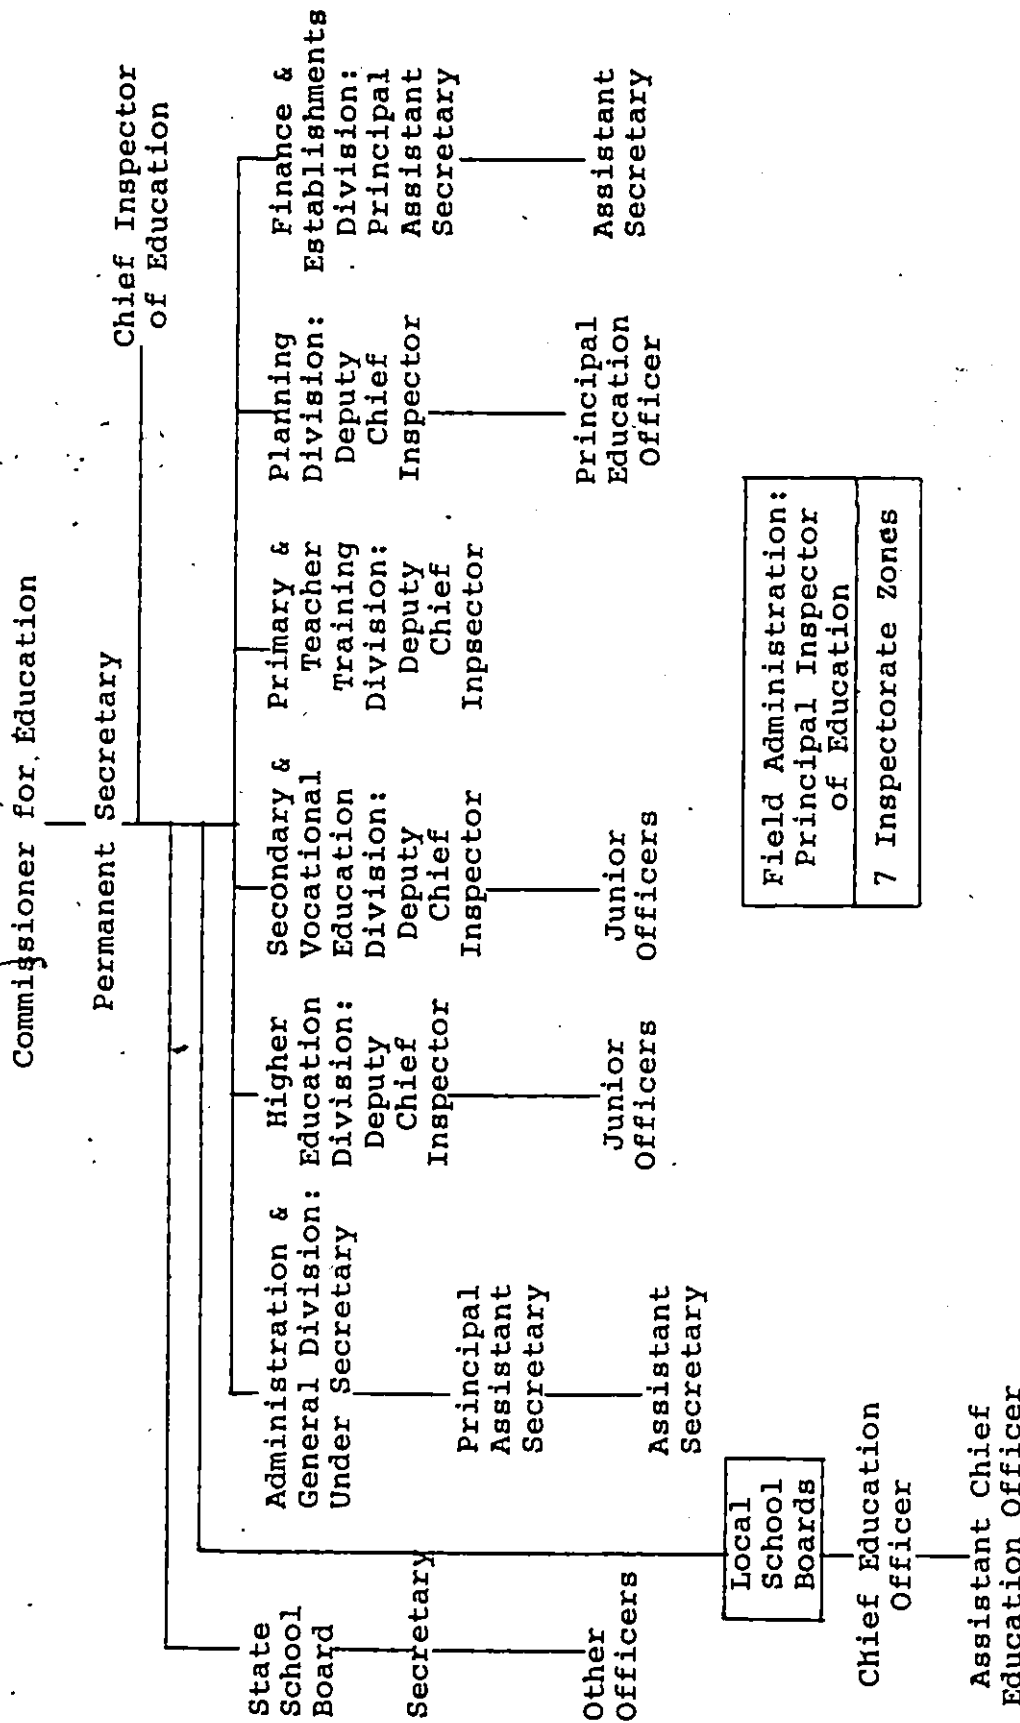 Commissioner for Education
Permanent Secretary
Chief Inspector
of Education
State
School
Board
Secretary
Other
Officers
Local
School
Boards
Chief Education
Officer
Assistant Chief
Education Officer
Administration &
General Division:
Under Secretary
Principal
Assistant
Secretary
Assistant
Secretary
Higher
Education
Division:
Deputy
Chief
Inspector
Junior
Officers
Secondary &
Vocational
Education
Division:
Deputy
Chief
Inspector
Junior
Officers
Primary &
Teacher
Training
Division:
Deputy
Chief
Inpsector
Planning
Division:
Deputy
Chief
Inspector
Principal
Education
Officer
Finance &
Establishments
Division:
Principal
Assistant
Secretary
Assistant
Secretary
Field Administration:
Principal Inspector
of Education
7 Inspectorate Zones